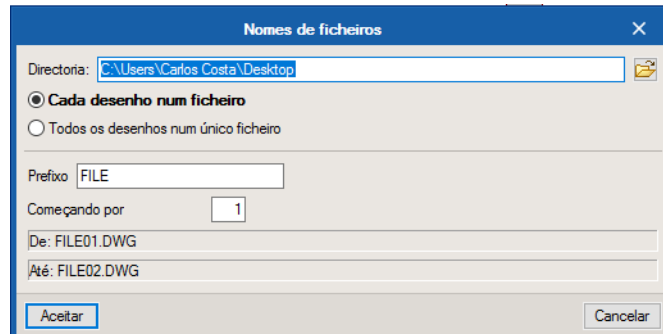 Nomes de ficheiros
Directoria: C:\Users\Carlos Costa\Desktop
Cada desenho num ficheiro
Todos os desenhos num único ficheiro
Prefixo FILE
Começando por 1
De: FILE01.DWG
Até: FILE02.DWG
Aceitar Cancelar